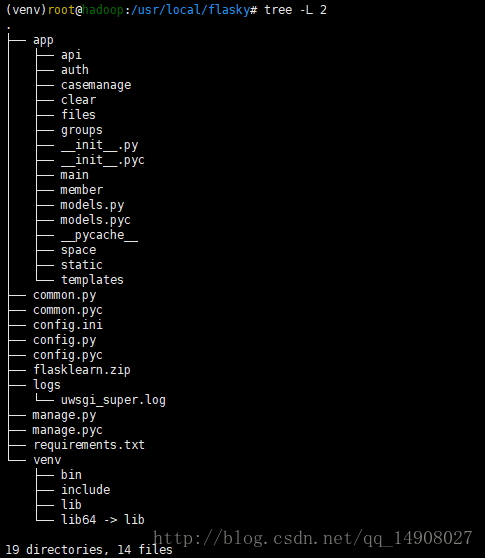 (venv)root@hadoop:/usr/local/flasky# tree -L 2
.
├── app
│   ├── api
│   ├── auth
│   ├── casemanage
│   ├── clear
│   ├── files
│   ├── groups
│   ├── __init__.py
│   ├── __init__.pyc
│   ├── main
│   ├── member
│   ├── models.py
│   ├── models.pyc
│   ├── __pycache__
│   ├── space
│   ├── static
│   └── templates
├── common.py
├── common.pyc
├── config.ini
├── config.py
├── config.pyc
├── flasklearn.zip
├── logs
│   └── uwsgi_super.log
├── manage.py
├── manage.pyc
├── requirements.txt
└── venv
    ├── bin
    ├── include
    ├── lib
    └── lib64 -> lib
http://blog.csdn.net/qq_14908027
19 directories, 14 files